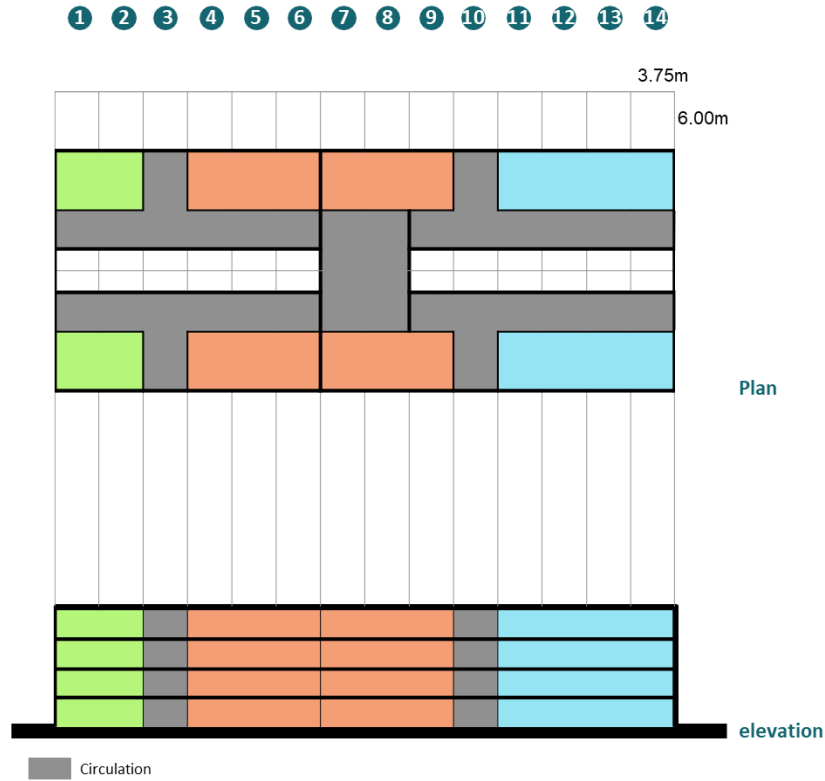 1 2 3 4 5 6 7 8 9 10 11 12 13 14
3.75m
6.00m
Plan
elevation
Circulation